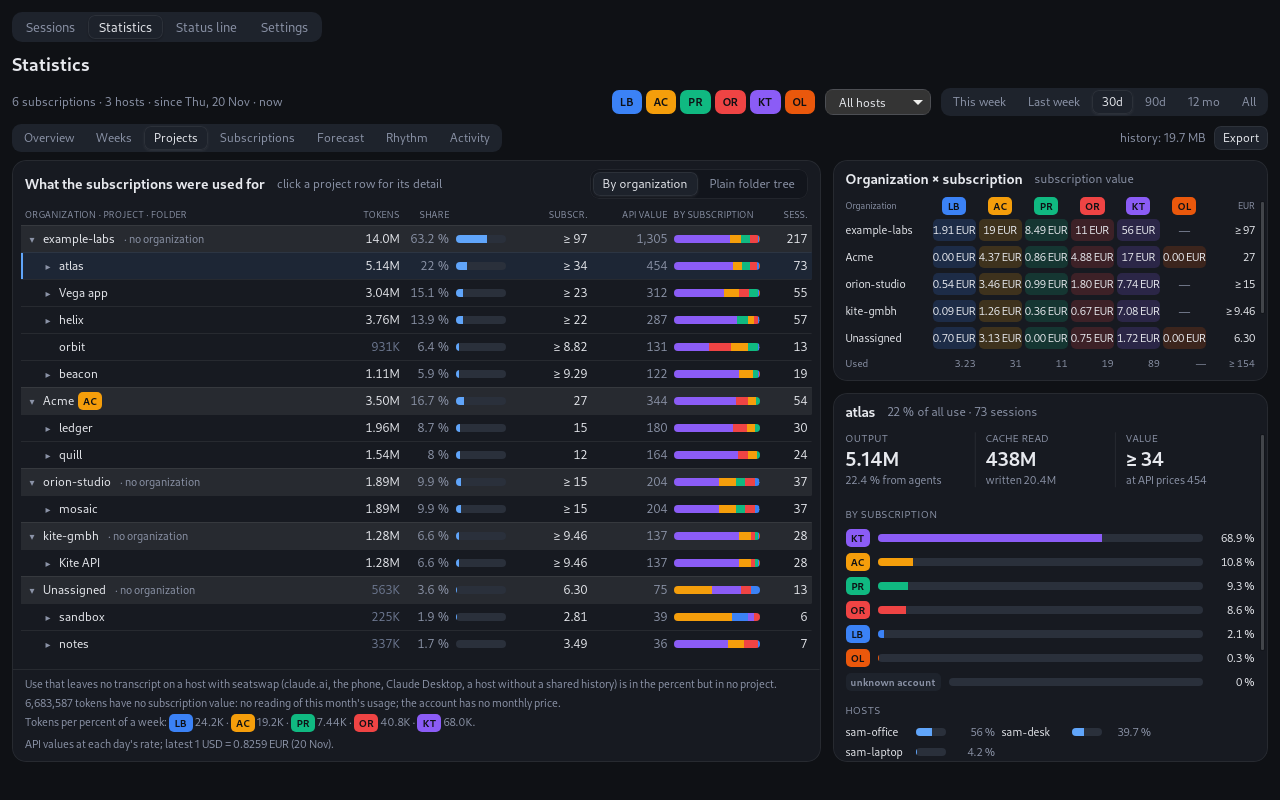 Sessions Statistics Status line Settings
Statistics
6 subscriptions · 3 hosts · since Thu, 20 Nov · now LB AC PR OR KT OL All hosts This week Last week 30d 90d 12 mo All
Overview Weeks Projects Subscriptions Forecast Rhythm Activity history: 19.7 MB Export
What the subscriptions were used for click a project row for its detail By organization Plain folder tree
ORGANIZATION · PROJECT · FOLDER TOKENS SHARE SUBSCR. API VALUE BY SUBSCRIPTION SESS.
▾ example-labs · no organization 14.0M 63.2 % ≥ 97 1,305 217
▸ atlas 5.14M 22 % ≥ 34 454 73
▸ Vega app 3.04M 15.1 % ≥ 23 312 55
▸ helix 3.76M 13.9 % ≥ 22 287 57
orbit 931K 6.4 % ≥ 8.82 131 13
▸ beacon 1.11M 5.9 % ≥ 9.29 122 19
▾ Acme AC 3.50M 16.7 % 27 344 54
▸ ledger 1.96M 8.7 % 15 180 30
▸ quill 1.54M 8 % 12 164 24
▾ orion-studio · no organization 1.89M 9.9 % ≥ 15 204 37
▸ mosaic 1.89M 9.9 % ≥ 15 204 37
▾ kite-gmbh · no organization 1.28M 6.6 % ≥ 9.46 137 28
▸ Kite API 1.28M 6.6 % ≥ 9.46 137 28
▾ Unassigned · no organization 563K 3.6 % 6.30 75 13
▸ sandbox 225K 1.9 % 2.81 39 6
▸ notes 337K 1.7 % 3.49 36 7
Use that leaves no transcript on a host with seatswap (claude.ai, the phone, Claude Desktop, a host without a shared history) is in the percent but in no project.
6,683,587 tokens have no subscription value: no reading of this month's usage; the account has no monthly price.
Tokens per percent of a week: LB 24.2K · AC 19.2K · PR 7.44K · OR 40.8K · KT 68.0K.
API values at each day's rate; latest 1 USD = 0.8259 EUR (20 Nov).
Organization × subscription subscription value
Organization LB AC PR OR KT OL EUR
example-labs 1.91 EUR 19 EUR 8.49 EUR 11 EUR 56 EUR — ≥ 97
Acme 0.00 EUR 4.37 EUR 0.86 EUR 4.88 EUR 17 EUR 0.00 EUR 27
orion-studio 0.54 EUR 3.46 EUR 0.99 EUR 1.80 EUR 7.74 EUR — ≥ 15
kite-gmbh 0.09 EUR 1.26 EUR 0.36 EUR 0.67 EUR 7.08 EUR — ≥ 9.46
Unassigned 0.70 EUR 3.13 EUR 0.00 EUR 0.75 EUR 1.72 EUR 0.00 EUR 6.30
Used 3.23 31 11 19 89 — ≥ 154
atlas 22 % of all use · 73 sessions
OUTPUT CACHE READ VALUE
5.14M 438M ≥ 34
22.4 % from agents written 20.4M at API prices 454
BY SUBSCRIPTION
KT 68.9 %
AC 10.8 %
PR 9.3 %
OR 8.6 %
LB 2.1 %
OL 0.3 %
unknown account 0 %
HOSTS
sam-office 56 % sam-desk 39.7 %
sam-laptop 4.2 %